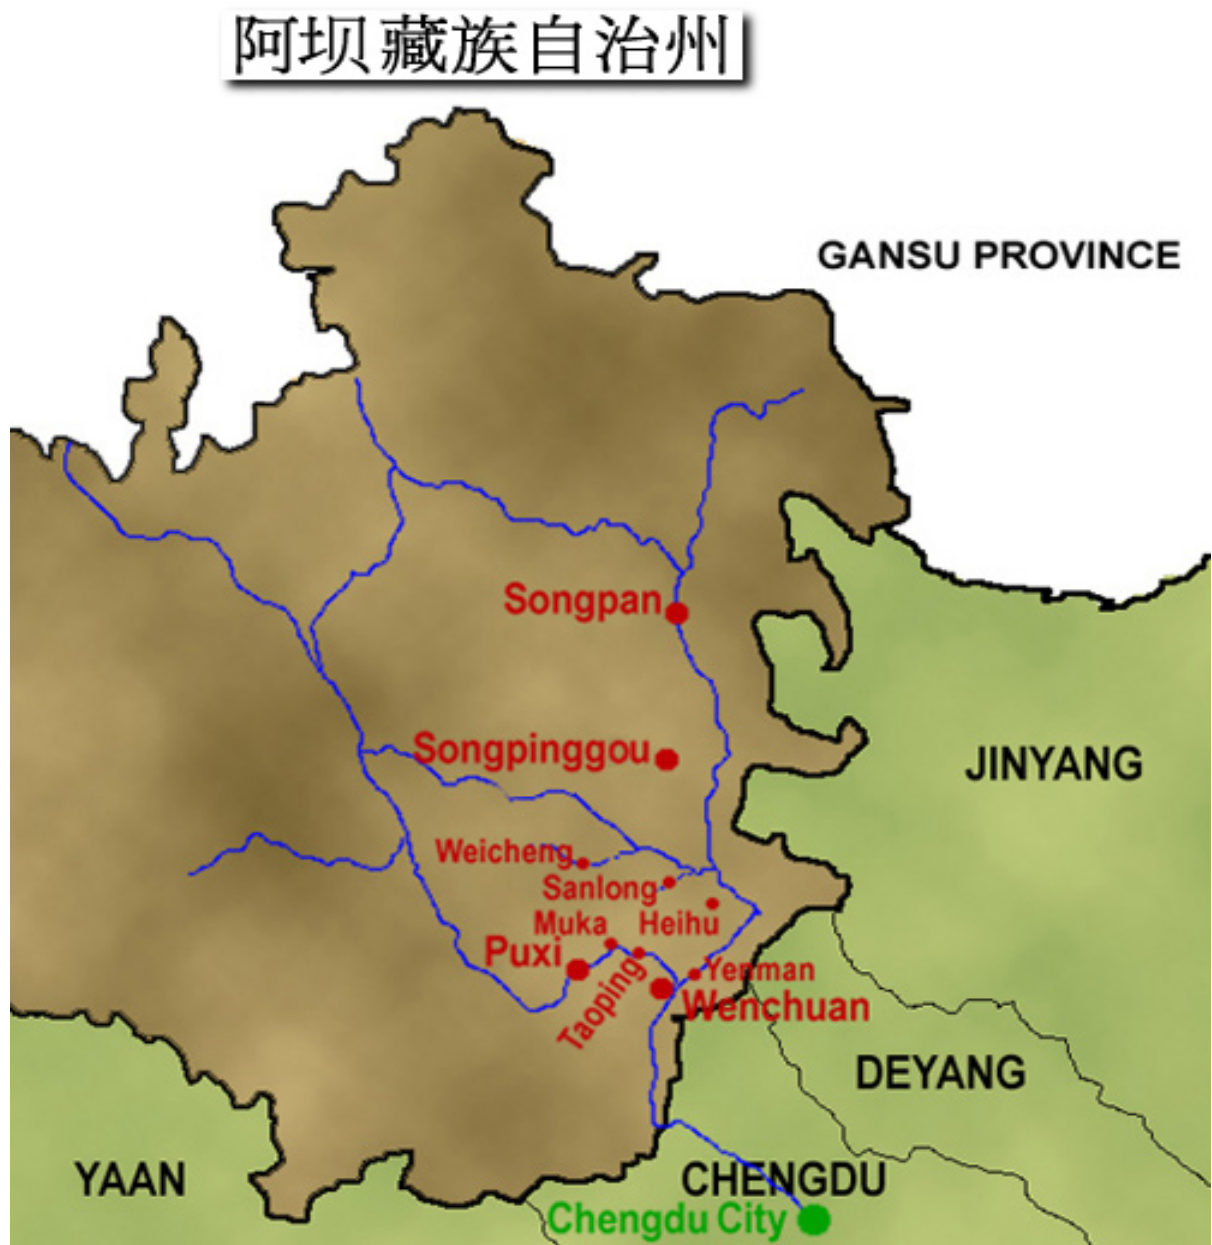 阿坝藏族自治州
GANSU PROVINCE
Songpan
Songpinggou
JINYANG
Weicheng
Sanlong
Muka
Heihu
Puxi
Taoping
Yenman
Wenchuan
DEYANG
YAAN
CHENGDU
Chengdu City